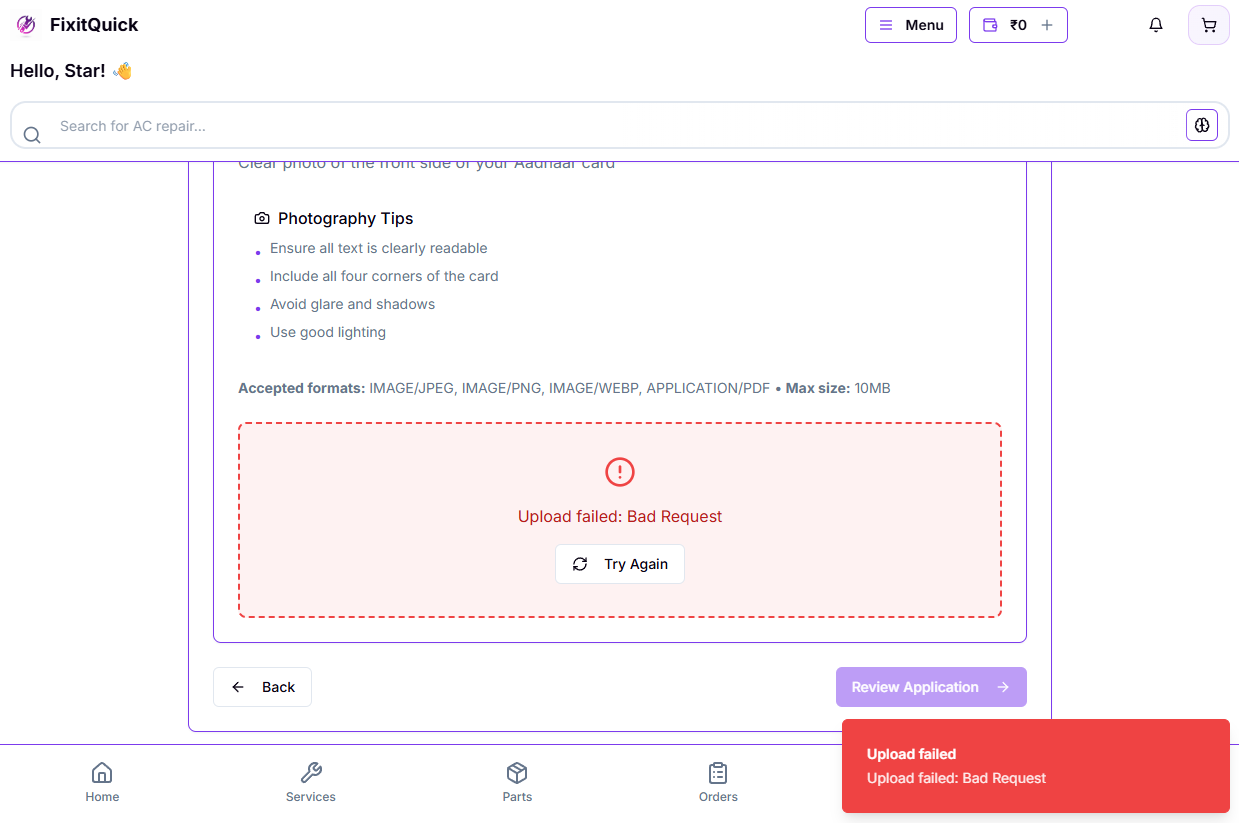 FixitQuick
Menu
₹0
Hello, Star! 👋
Search for AC repair...
Clear photo of the front side of your Aadhaar card
Photography Tips
Ensure all text is clearly readable
Include all four corners of the card
Avoid glare and shadows
Use good lighting
Accepted formats: IMAGE/JPEG, IMAGE/PNG, IMAGE/WEBP, APPLICATION/PDF • Max size: 10MB
Upload failed: Bad Request
Try Again
Back
Review Application
Upload failed
Upload failed: Bad Request
Home
Services
Parts
Orders